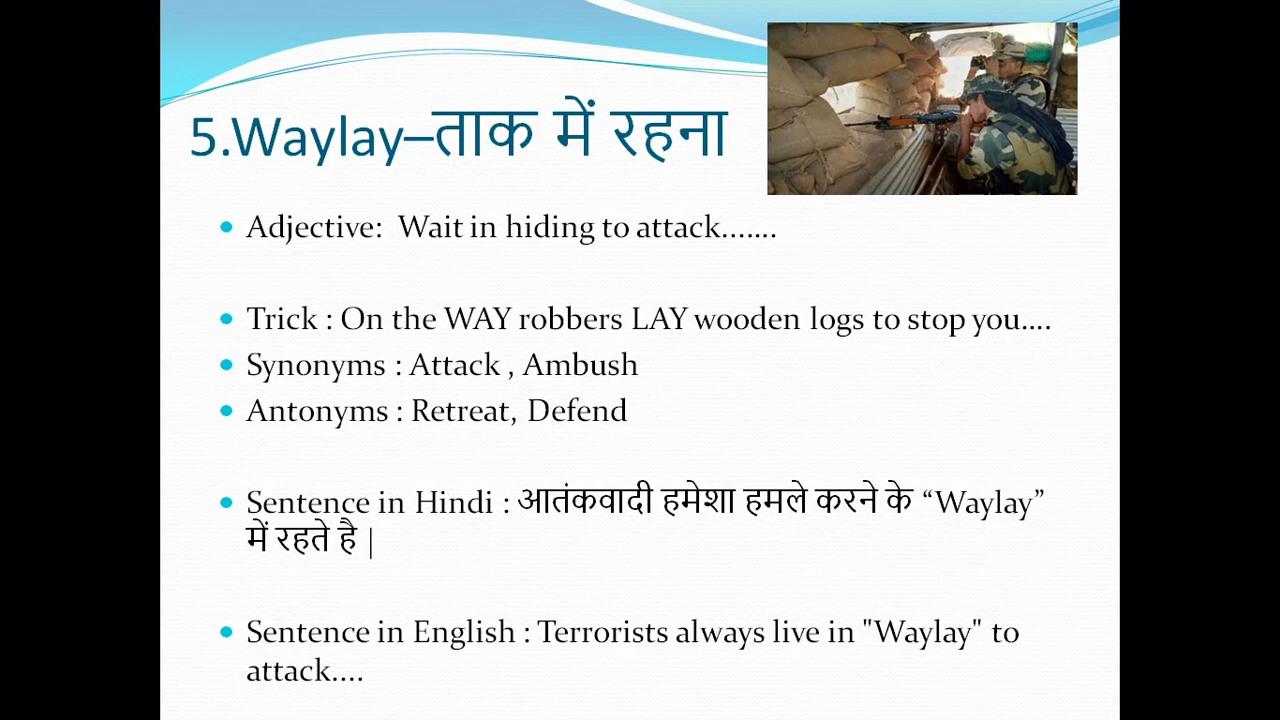 5.Waylay–ताक में रहना
Adjective:  Wait in hiding to attack…….
Trick : On the WAY robbers LAY wooden logs to stop you….
Synonyms : Attack , Ambush
Antonyms : Retreat, Defend
Sentence in Hindi : आतंकवादी हमेशा हमले करने के “Waylay”
में रहते है |
Sentence in English : Terrorists always live in "Waylay" to
attack….